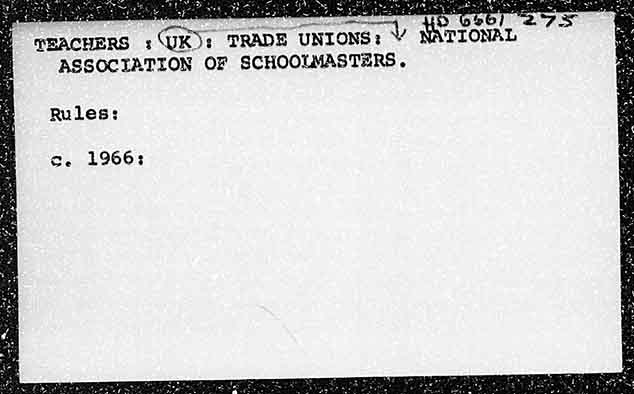 HD 6661 275
TEACHERS : UK : TRADE UNIONS: NATIONAL
ASSOCIATION OF SCHOOLMASTERS.
Rules:
c. 1966: